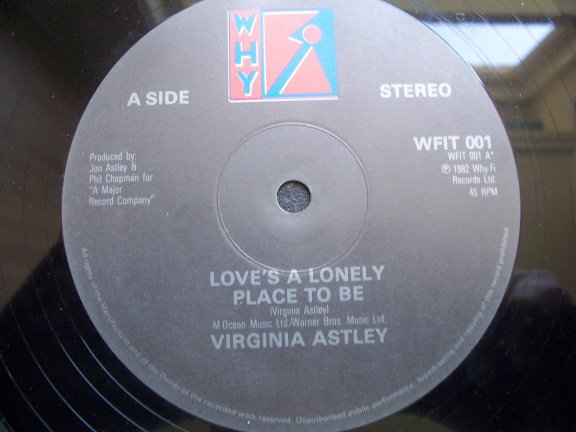 WHY
A SIDE
STEREO
WFIT 001
WFIT 001 A*
℗ 1982 Why-Fi
Records Ltd.
45 RPM
Produced by:
Jon Astley &
Phil Chapman for
"A Major
Record Company"
LOVE'S A LONELY
PLACE TO BE
(Virginia Astley)
M-Ocean Music Ltd./Warner Bros. Music Ltd.
VIRGINIA ASTLEY
All rights of the and of the Owner of the recorded work reserved. Unauthorised public performance, broadcasting and copying of this record prohibited.